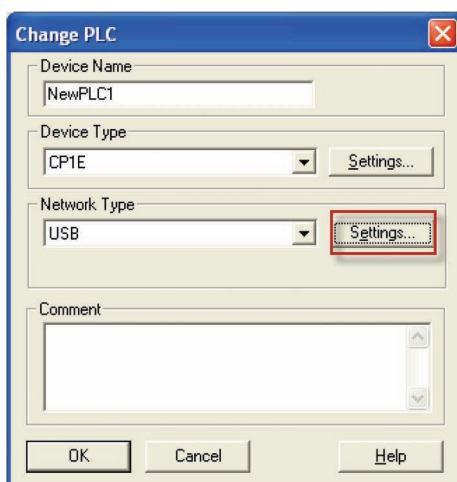 Change PLC
Device Name
NewPLC1
Device Type
CP1E
Settings...
Network Type
USB
Settings...
Comment
OK
Cancel
Help